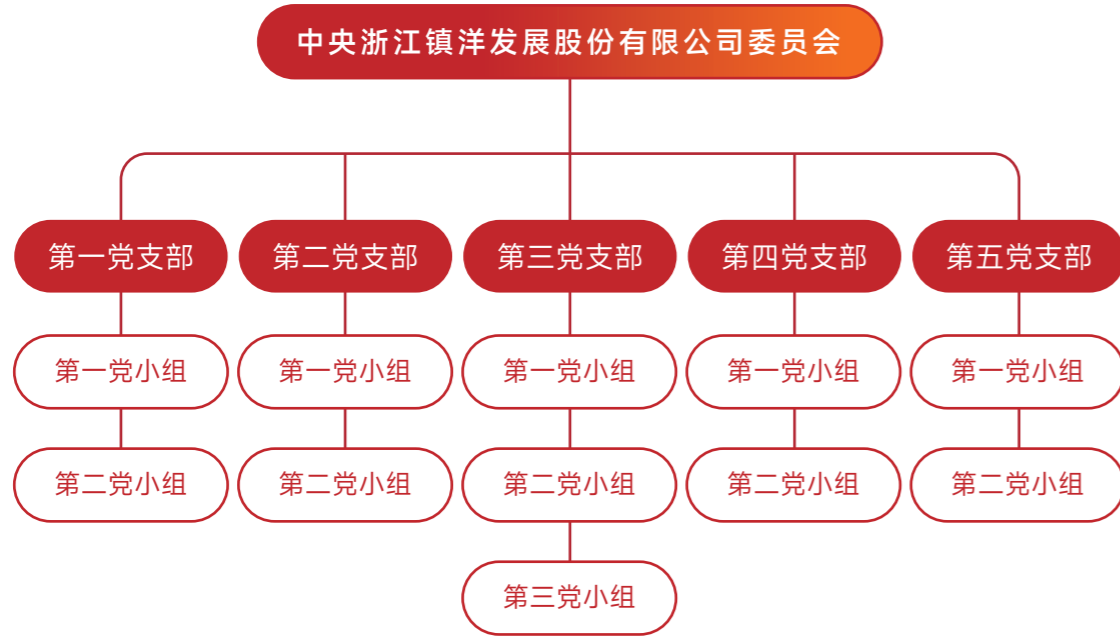 中央浙江镇洋发展股份有限公司委员会
第一党支部
第二党支部
第三党支部
第四党支部
第五党支部
第一党小组
第一党小组
第一党小组
第一党小组
第一党小组
第二党小组
第二党小组
第二党小组
第二党小组
第二党小组
第三党小组